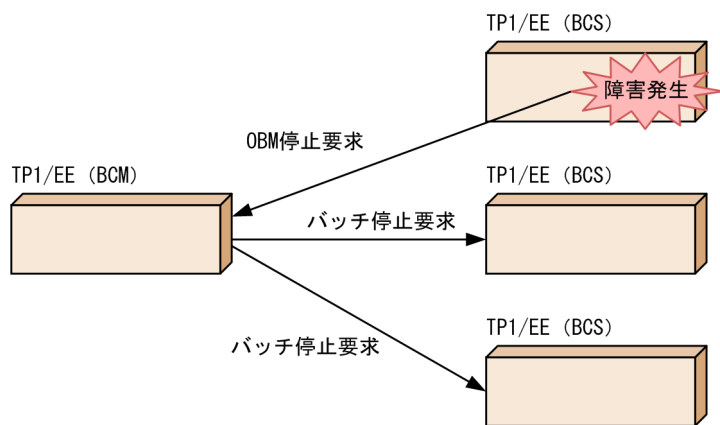 TP1/EE (BCS)
障害発生
OBM停止要求
TP1/EE (BCM)
TP1/EE (BCS)
バッチ停止要求
TP1/EE (BCS)
バッチ停止要求